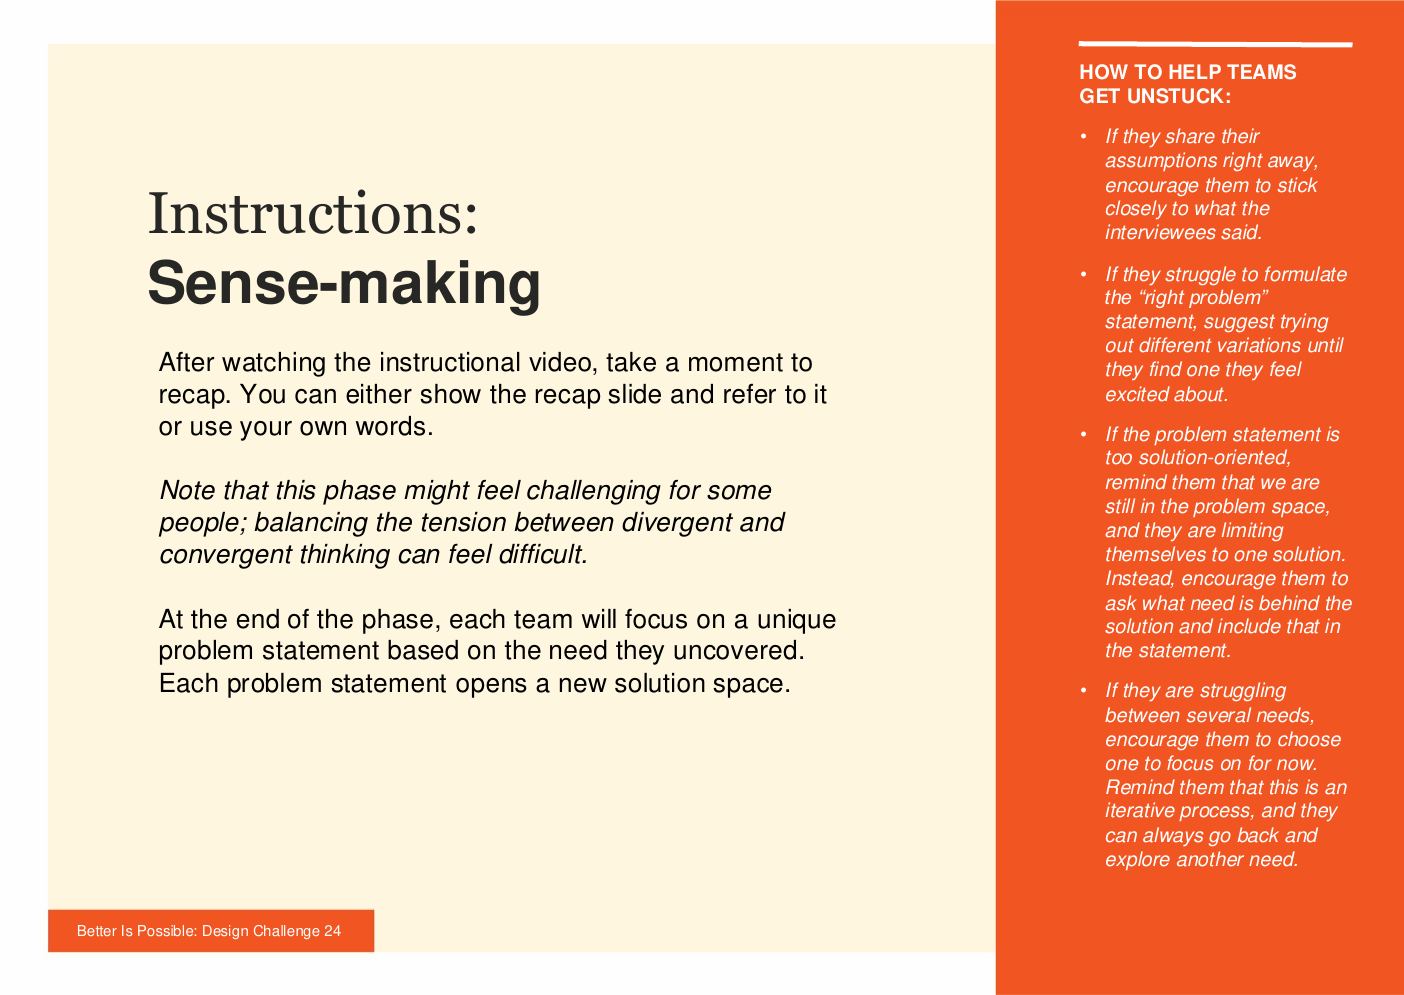 Instructions:
Sense-making
After watching the instructional video, take a moment to
recap. You can either show the recap slide and refer to it
or use your own words.
Note that this phase might feel challenging for some
people; balancing the tension between divergent and
convergent thinking can feel difficult.
At the end of the phase, each team will focus on a unique
problem statement based on the need they uncovered.
Each problem statement opens a new solution space.
Better Is Possible: Design Challenge 24
HOW TO HELP TEAMS
GET UNSTUCK:
• If they share their
assumptions right away,
encourage them to stick
closely to what the
interviewees said.
• If they struggle to formulate
the “right problem”
statement, suggest trying
out different variations until
they find one they feel
excited about.
• If the problem statement is
too solution-oriented,
remind them that we are
still in the problem space,
and they are limiting
themselves to one solution.
Instead, encourage them to
ask what need is behind the
solution and include that in
the statement.
• If they are struggling
between several needs,
encourage them to choose
one to focus on for now.
Remind them that this is an
iterative process, and they
can always go back and
explore another need.